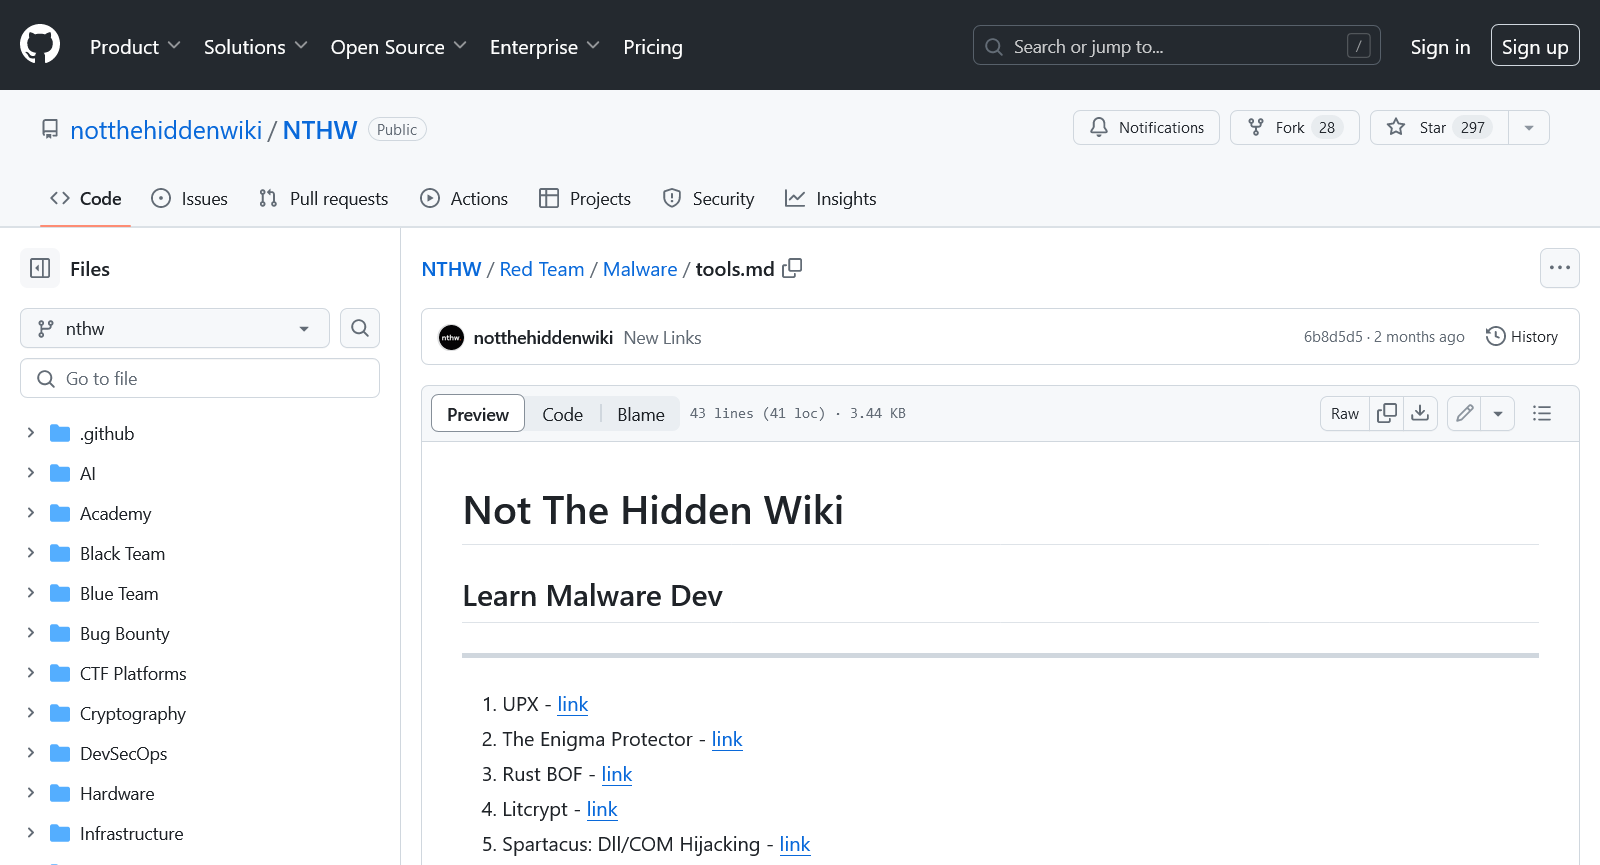 Product Solutions Open Source Enterprise Pricing Search or jump to... / Sign in Sign up
notthehiddenwiki / NTHW Public Notifications Fork 28 Star 297
Code Issues Pull requests Actions Projects Security Insights
Files
nthw
Go to file
.github
AI
Academy
Black Team
Blue Team
Bug Bounty
CTF Platforms
Cryptography
DevSecOps
Hardware
Infrastructure
NTHW / Red Team / Malware / tools.md
nthw notthehiddenwiki New Links 6b8d5d5 · 2 months ago History
Preview Code Blame 43 lines (41 loc) · 3.44 KB Raw
Not The Hidden Wiki
Learn Malware Dev
1. UPX - link
2. The Enigma Protector - link
3. Rust BOF - link
4. Litcrypt - link
5. Spartacus: Dll/COM Hijacking - link